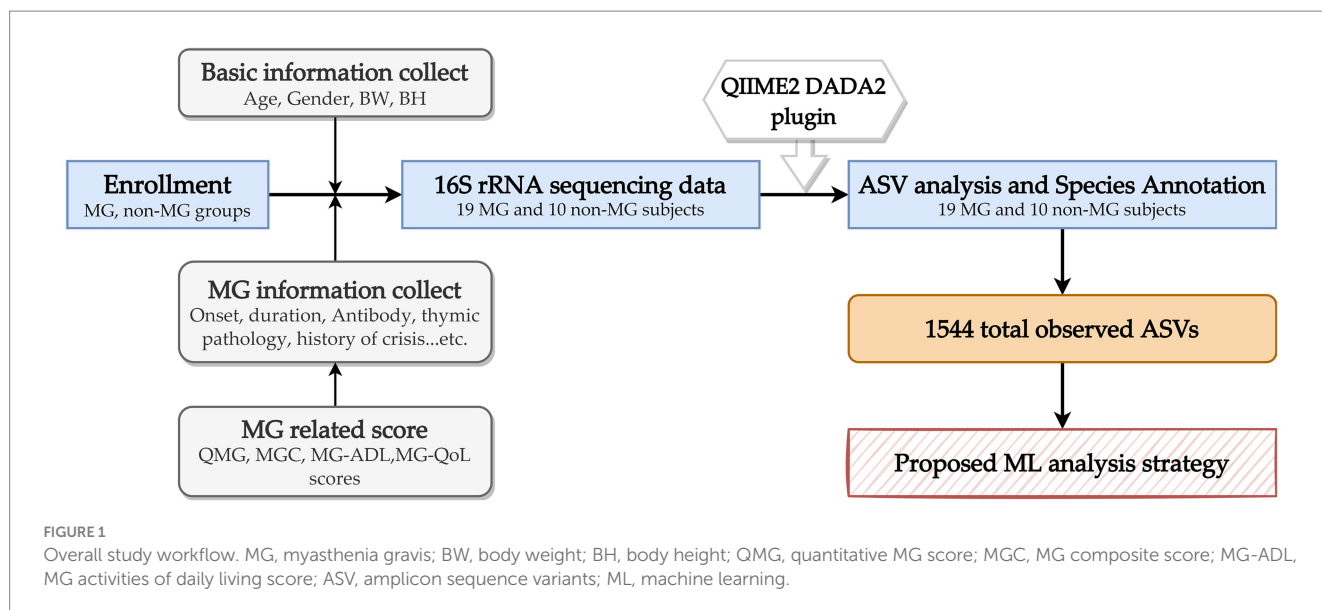 Basic information collect
Age, Gender, BW, BH
QIIME2 DADA2
plugin
Enrollment
MG, non-MG groups
16S rRNA sequencing data
19 MG and 10 non-MG subjects
ASV analysis and Species Annotation
19 MG and 10 non-MG subjects
MG information collect
Onset, duration, Antibody, thymic
pathology, history of crisis...etc.
1544 total observed ASVs
MG related score
QMG, MGC, MG-ADL,MG-QoL
scores
Proposed ML analysis strategy
FIGURE 1
Overall study workflow. MG, myasthenia gravis; BW, body weight; BH, body height; QMG, quantitative MG score; MGC, MG composite score; MG-ADL,
MG activities of daily living score; ASV, amplicon sequence variants; ML, machine learning.